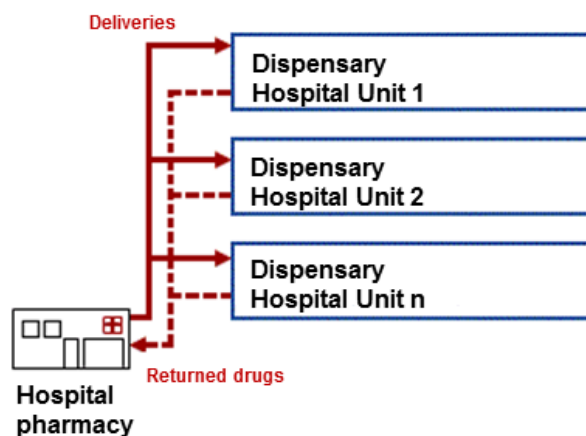 Deliveries
Dispensary
Hospital Unit 1
Dispensary
Hospital Unit 2
Dispensary
Hospital Unit n
Returned drugs
Hospital
pharmacy